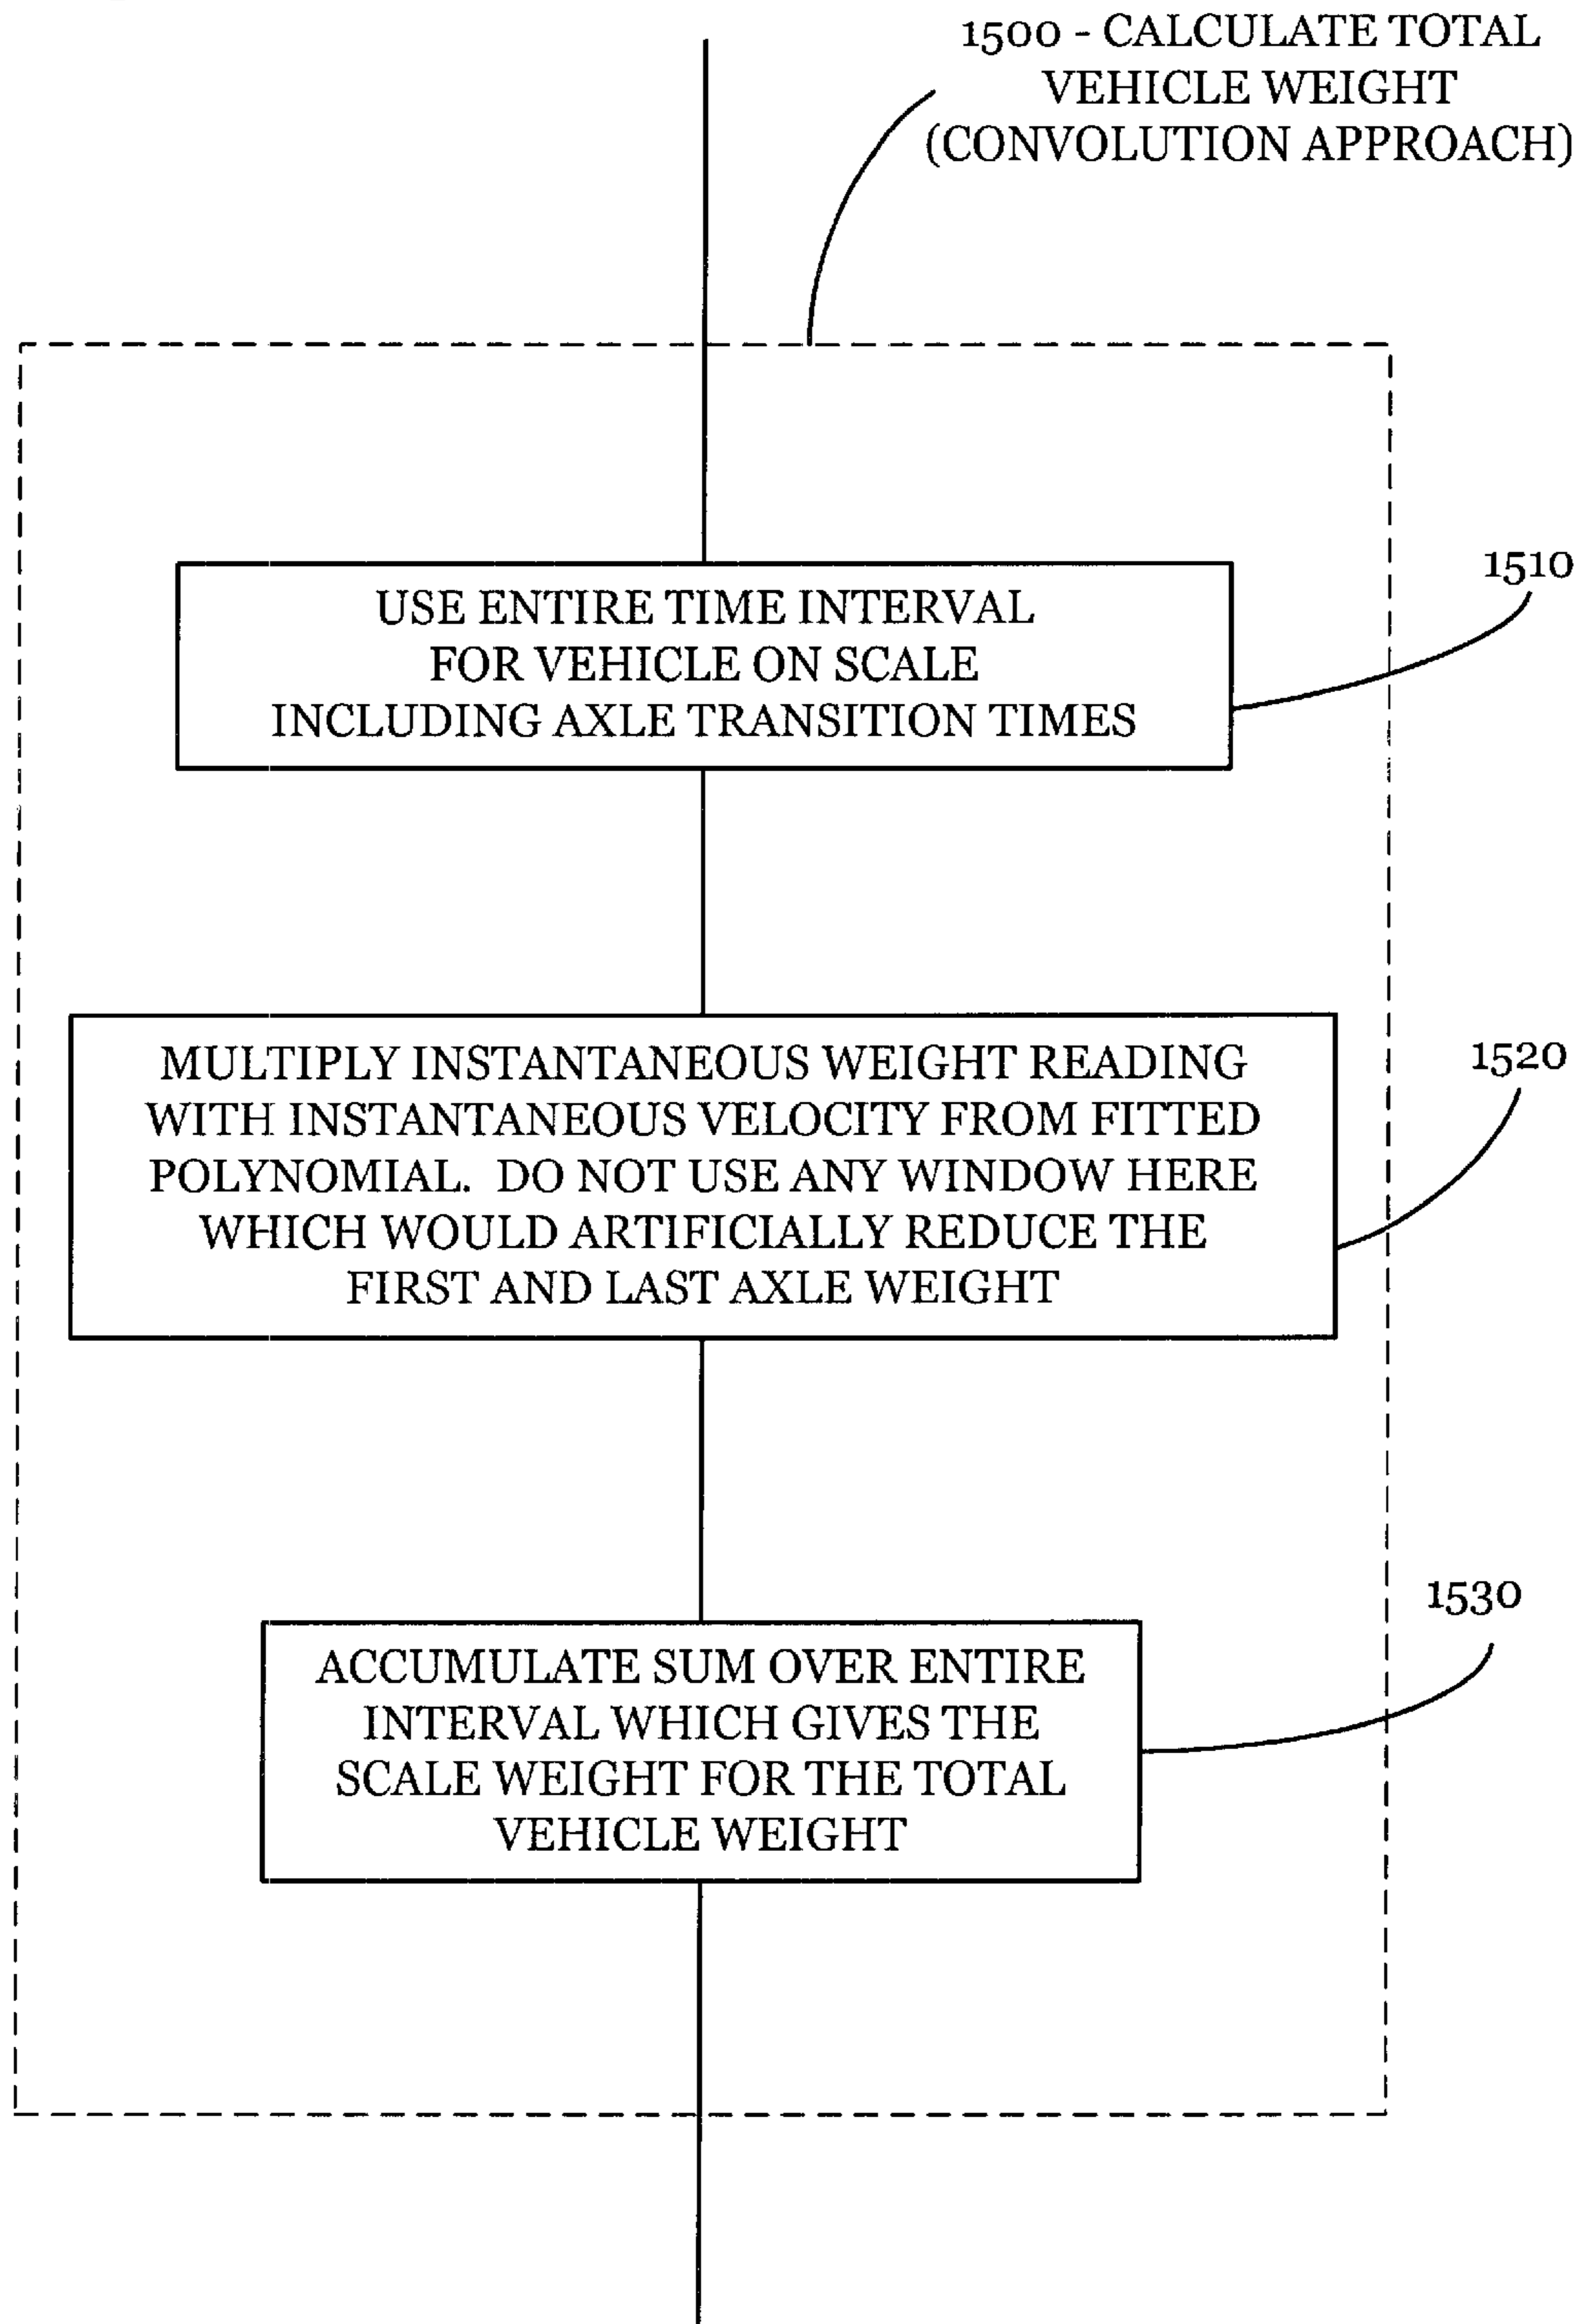 1500 - CALCULATE TOTAL
VEHICLE WEIGHT
(CONVOLUTION APPROACH)
USE ENTIRE TIME INTERVAL
FOR VEHICLE ON SCALE
INCLUDING AXLE TRANSITION TIMES
1510
MULTIPLY INSTANTANEOUS WEIGHT READING
WITH INSTANTANEOUS VELOCITY FROM FITTED
POLYNOMIAL. DO NOT USE ANY WINDOW HERE
WHICH WOULD ARTIFICIALLY REDUCE THE
FIRST AND LAST AXLE WEIGHT
1520
ACCUMULATE SUM OVER ENTIRE
INTERVAL WHICH GIVES THE
SCALE WEIGHT FOR THE TOTAL
VEHICLE WEIGHT
1530